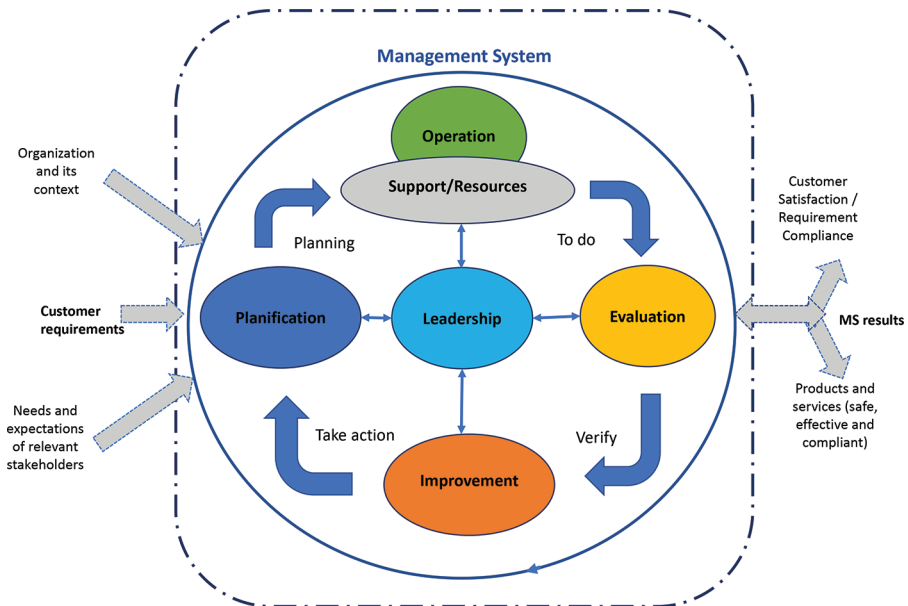 Management System
Operation
Support/Resources
Organization
and its
context
Planning
To do
Customer
Satisfaction /
Requirement
Compliance
Customer
requirements
Planification
Leadership
Evaluation
MS results
Needs and
expectations
of relevant
stakeholders
Take action
Verify
Improvement
Products and
services (safe,
effective and
compliant)